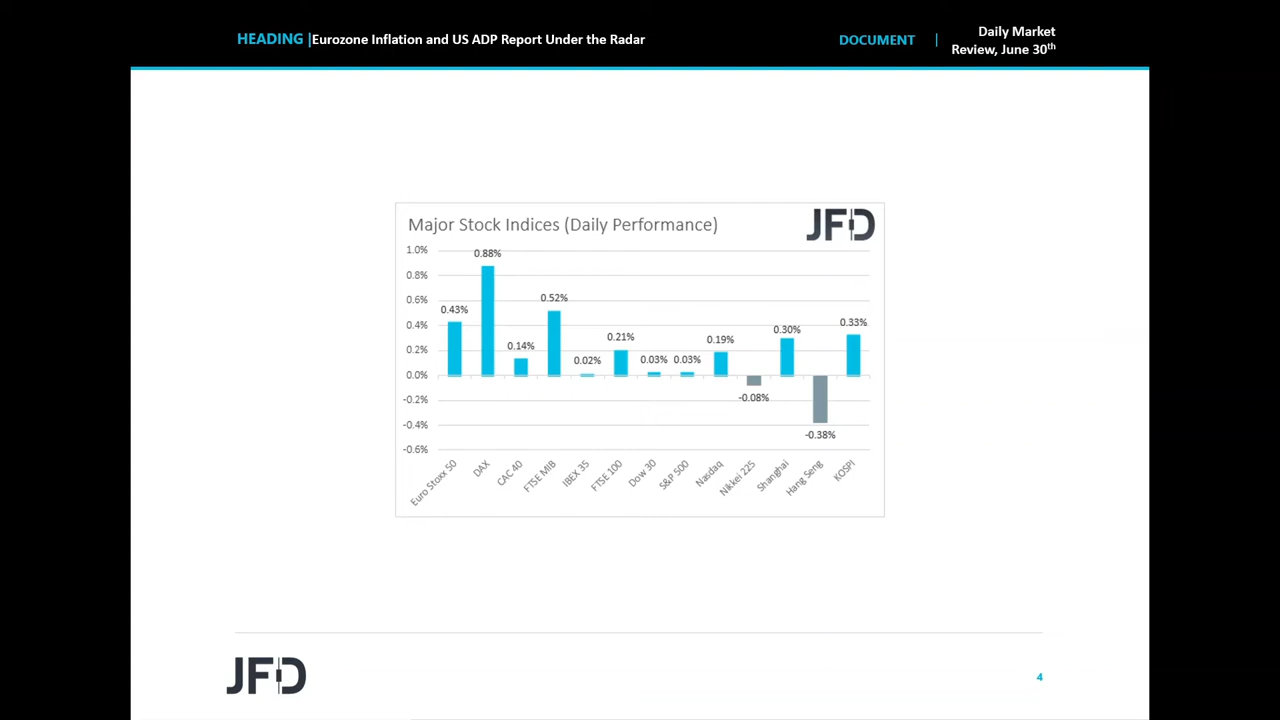 HEADING |Eurozone Inflation and US ADP Report Under the Radar
DOCUMENT |
Daily Market
Review, June 30th
Major Stock Indices (Daily Performance)
JFD
1.0%
0.8%
0.6%
0.4%
0.2%
0.0%
-0.2%
-0.4%
-0.6%
0.43%
0.88%
0.14%
0.52%
0.02%
0.21%
0.03%
0.03%
0.19%
-0.08%
0.30%
-0.38%
0.33%
Euro Stoxx 50
DAX
CAC 40
FTSE MIB
IBEX 35
FTSE 100
Dow 30
S&P 500
Nasdaq
Nikkei 225
Shanghai
Hang Seng
KOSPI
JFD
4